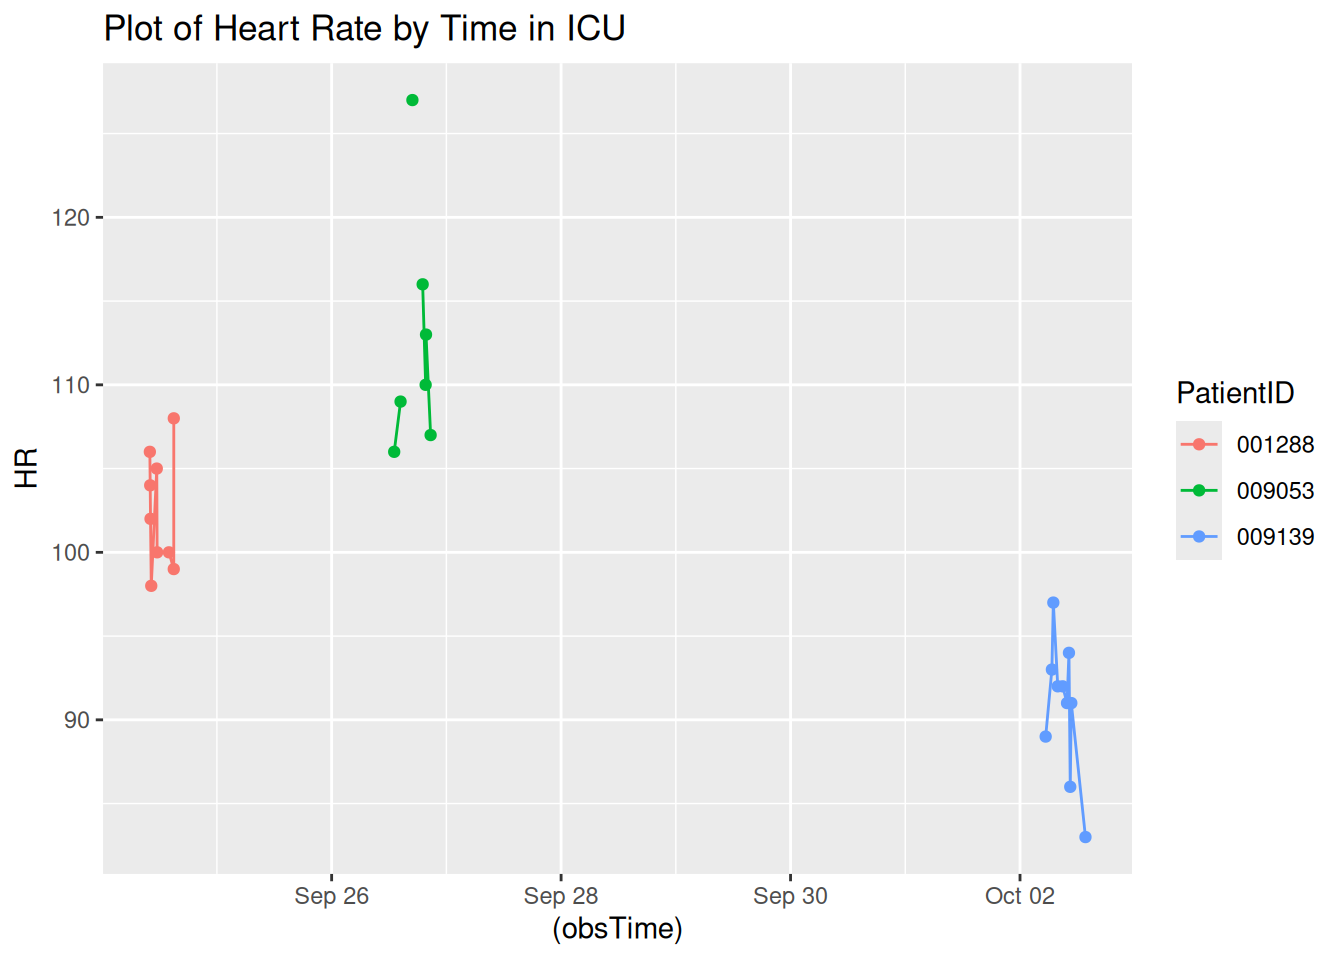 Plot of Heart Rate by Time in ICU
120
110
100
90
HR
Sep 26 Sep 28 Sep 30 Oct 02
(obsTime)
PatientID
001288
009053
009139